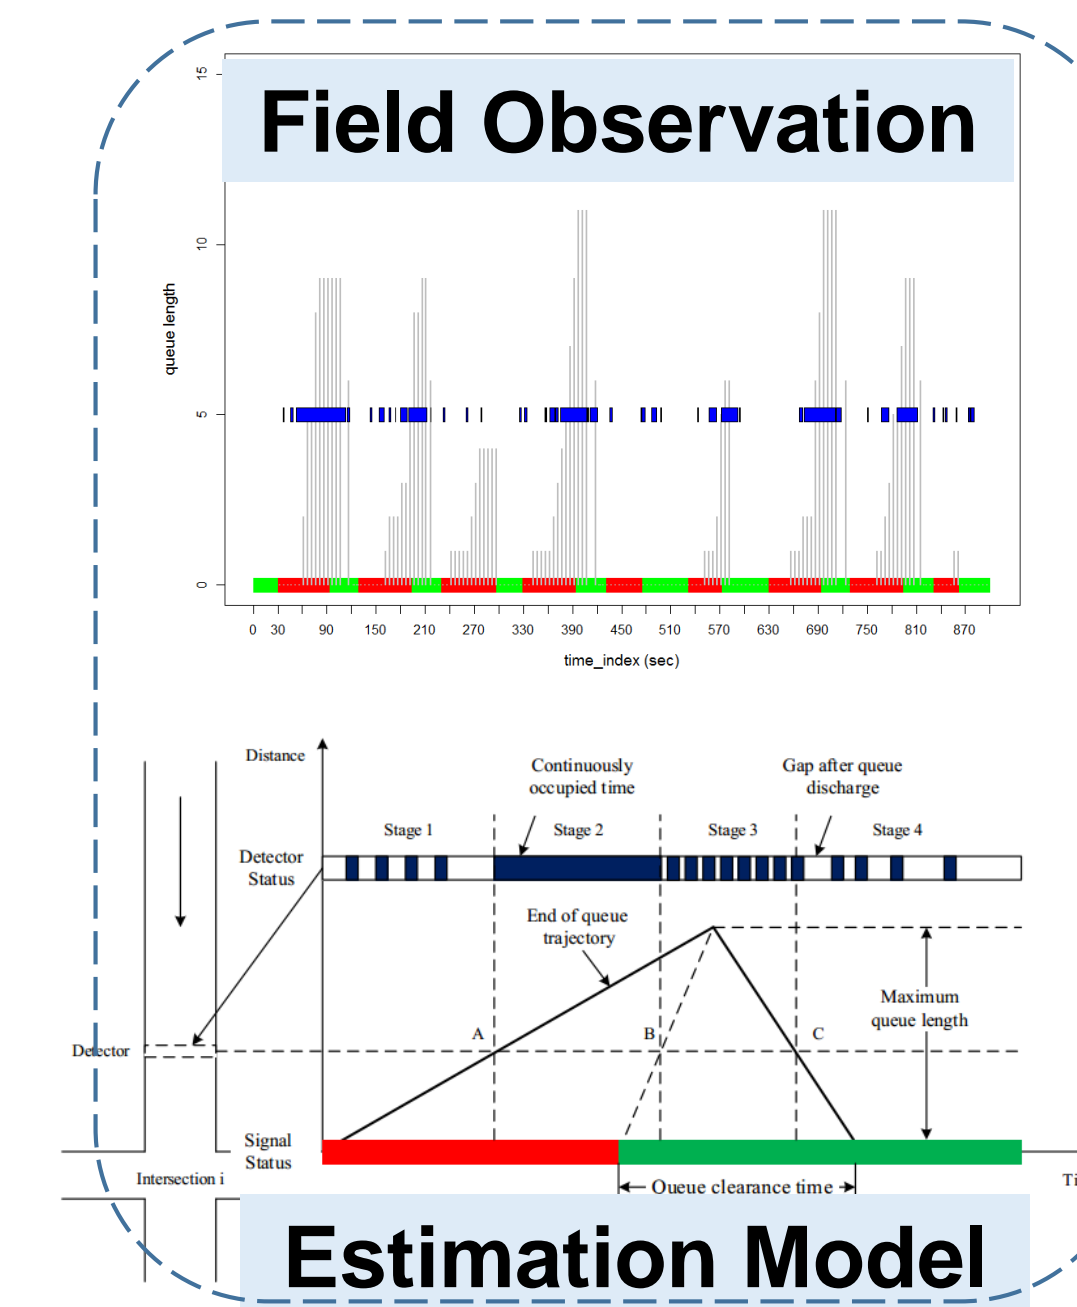 Field Observation
15
10
5
0
queue length
0 30 90 150 210 270 330 390 450 510 570 630 690 750 810 870
time_index (sec)
Distance
Continuously
occupied time
Gap after queue
discharge
Stage 1 Stage 2 Stage 3 Stage 4
Detector
Status
End of queue
trajectory
Maximum
queue length
A B C
Detector
Signal
Status
Intersection i
Queue clearance time
Estimation Model